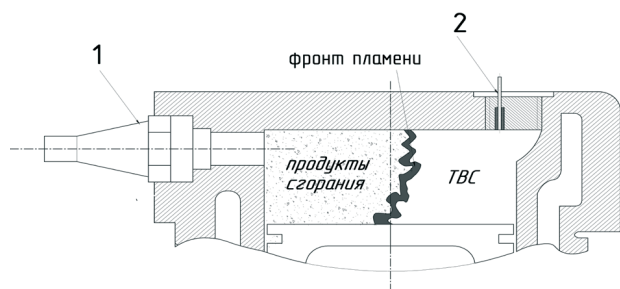 1
2
фронт пламени
продукты
сгорания
ТВС